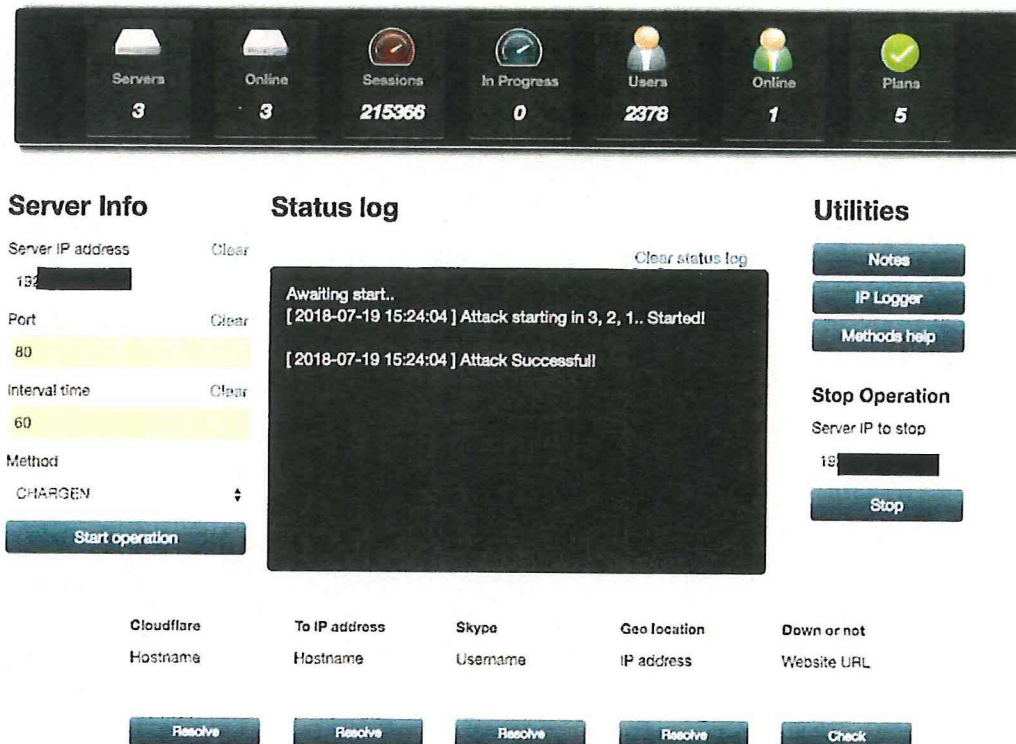 Servers Online Sessions In Progress Users Online Plans
3 3 215366 0 2378 1 5
Server Info
Server IP address Clear
192
Port Clear
80
Interval time Clear
60
Method
CHARGEN
Start operation
Status log
Clear status log
Awaiting start..
[ 2018-07-19 15:24:04 ] Attack starting in 3, 2, 1.. Started!
[ 2018-07-19 15:24:04 ] Attack Successful!
Utilities
Notes
IP Logger
Methods help
Stop Operation
Server IP to stop
192
Stop
Cloudflare To IP address Skype Geo location Down or not
Hostname Hostname Username IP address Website URL
Resolve Resolve Resolve Resolve Check